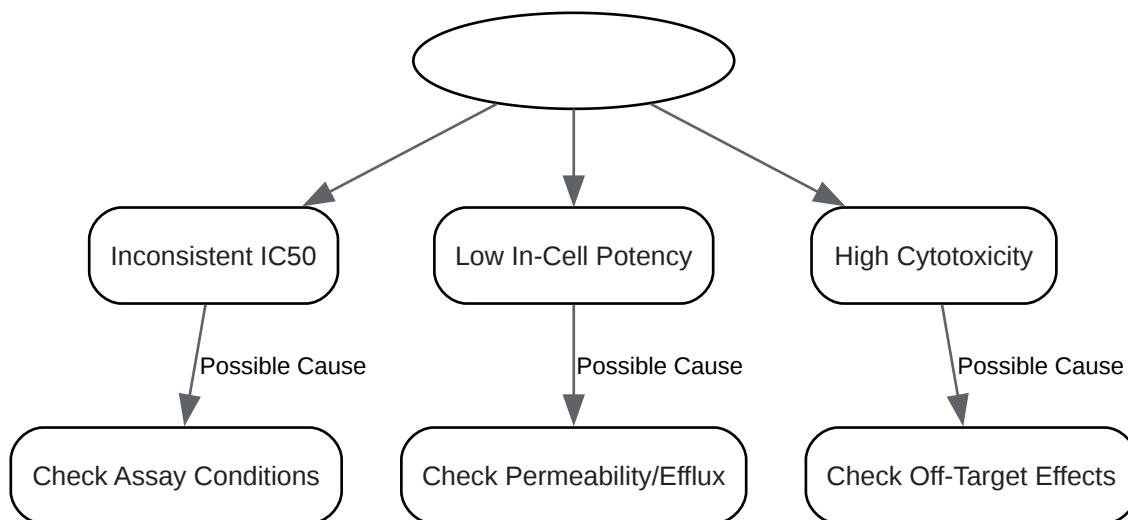 Inconsistent IC50
Low In-Cell Potency
High Cytotoxicity
Possible Cause
Possible Cause
Possible Cause
Check Assay Conditions
Check Permeability/Efflux
Check Off-Target Effects